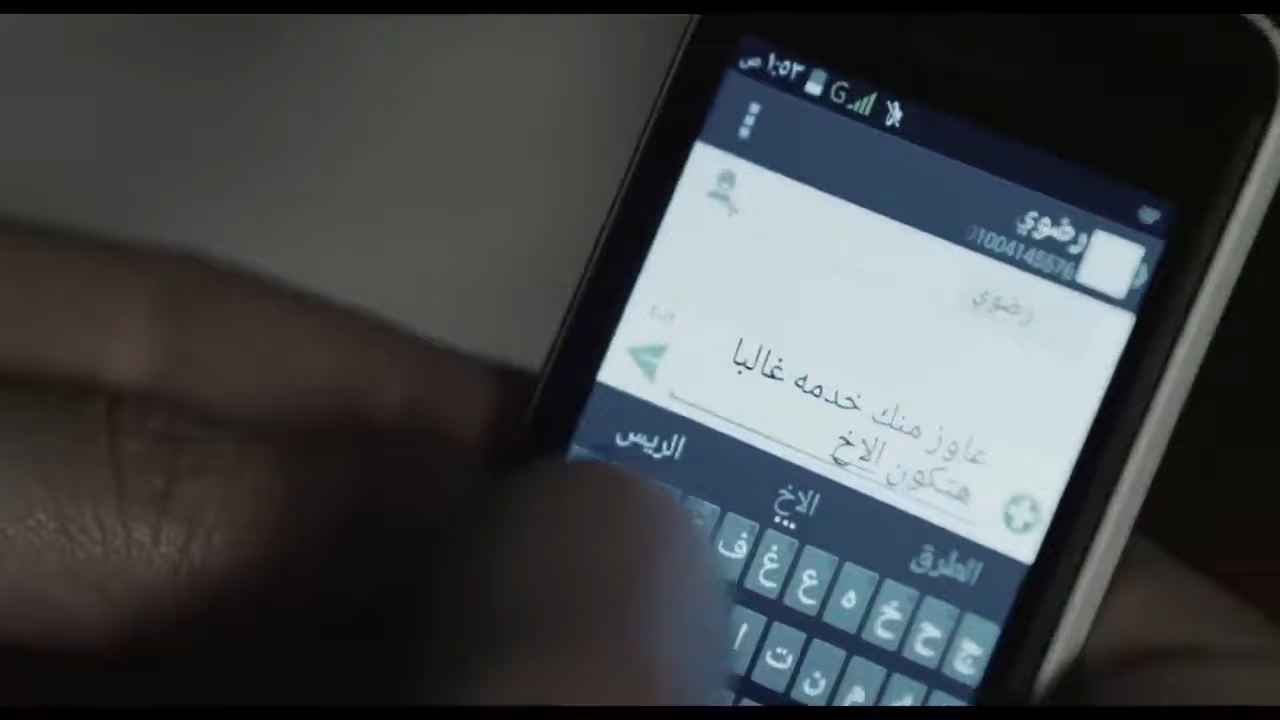 ١:٥٣ ص
G
رضوي
رضوي
عاوز منك خدمه غالبا
هتكون الاخ
الطرق
الاخ
الريس
ج ح خ ه ع غ ف
م ن ت ا